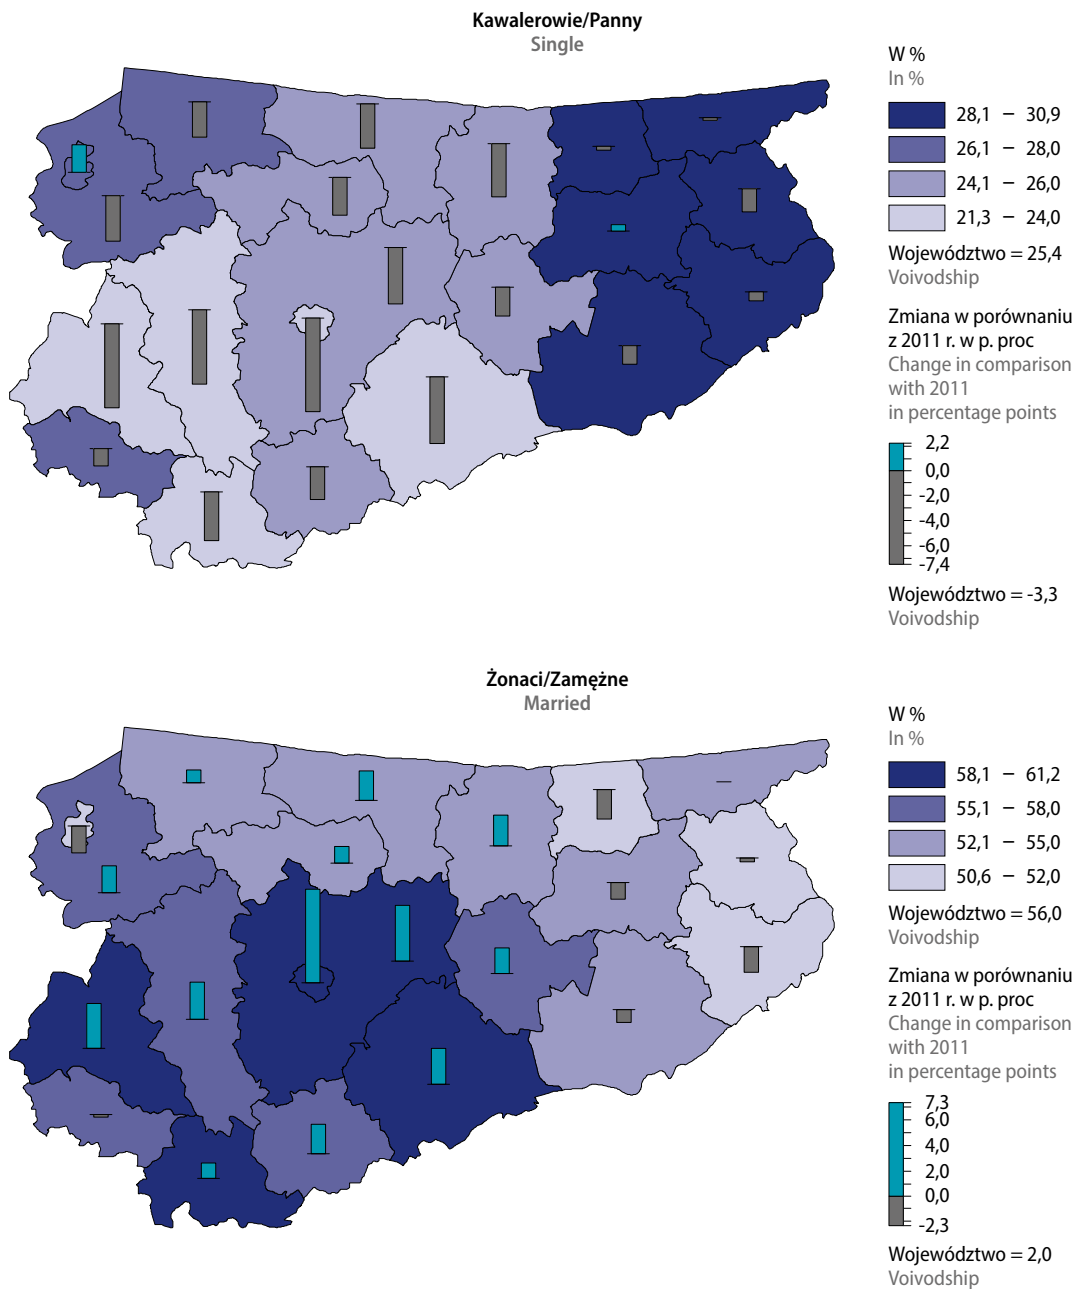 Kawalerowie/Panny
Single
W %
In %
28,1 – 30,9
26,1 – 28,0
24,1 – 26,0
21,3 – 24,0
Województwo = 25,4
Voivodship
Zmiana w porównaniu
z 2011 r. w p. proc
Change in comparison
with 2011
in percentage points
2,2
0,0
-2,0
-4,0
-6,0
-7,4
Województwo = -3,3
Voivodship
Żonaci/Zamężne
Married
W %
In %
58,1 – 61,2
55,1 – 58,0
52,1 – 55,0
50,6 – 52,0
Województwo = 56,0
Voivodship
Zmiana w porównaniu
z 2011 r. w p. proc
Change in comparison
with 2011
in percentage points
7,3
6,0
4,0
2,0
0,0
-2,3
Województwo = 2,0
Voivodship